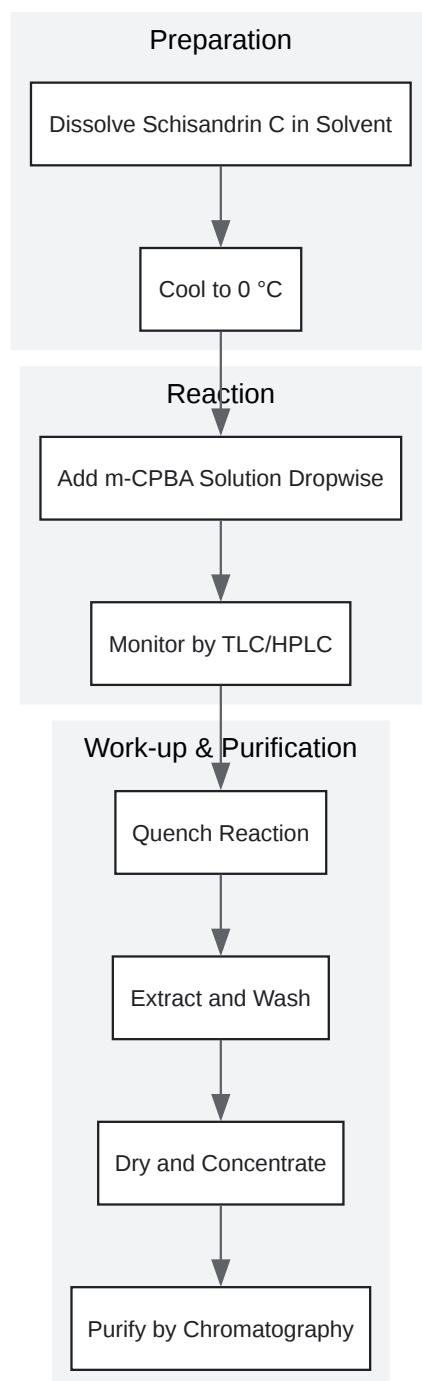 Preparation
Dissolve Schisandrin C in Solvent
Cool to 0 °C
Reaction
Add m-CPBA Solution Dropwise
Monitor by TLC/HPLC
Work-up & Purification
Quench Reaction
Extract and Wash
Dry and Concentrate
Purify by Chromatography